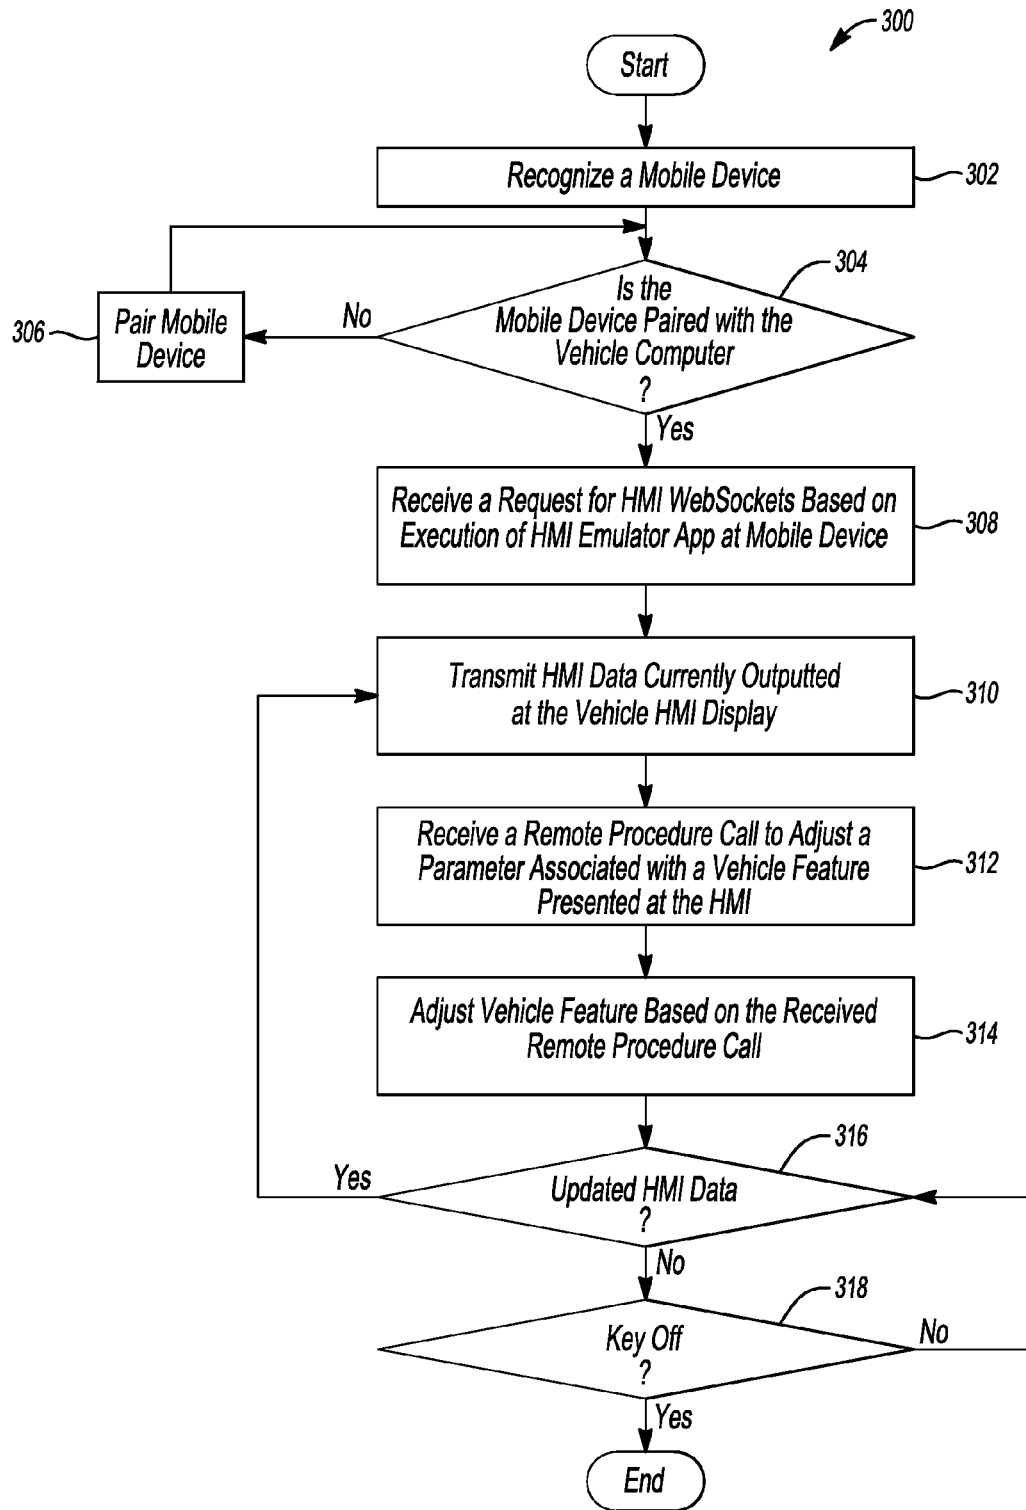 300
Start
Recognize a Mobile Device
302
304
Is the
Mobile Device Paired with the
Vehicle Computer
?
No
306
Pair Mobile
Device
Yes
Receive a Request for HMI WebSockets Based on
Execution of HMI Emulator App at Mobile Device
308
Transmit HMI Data Currently Outputted
at the Vehicle HMI Display
310
Receive a Remote Procedure Call to Adjust a
Parameter Associated with a Vehicle Feature
Presented at the HMI
312
Adjust Vehicle Feature Based on the Received
Remote Procedure Call
314
316
Yes
Updated HMI Data
?
No
318
Key Off
?
No
Yes
End